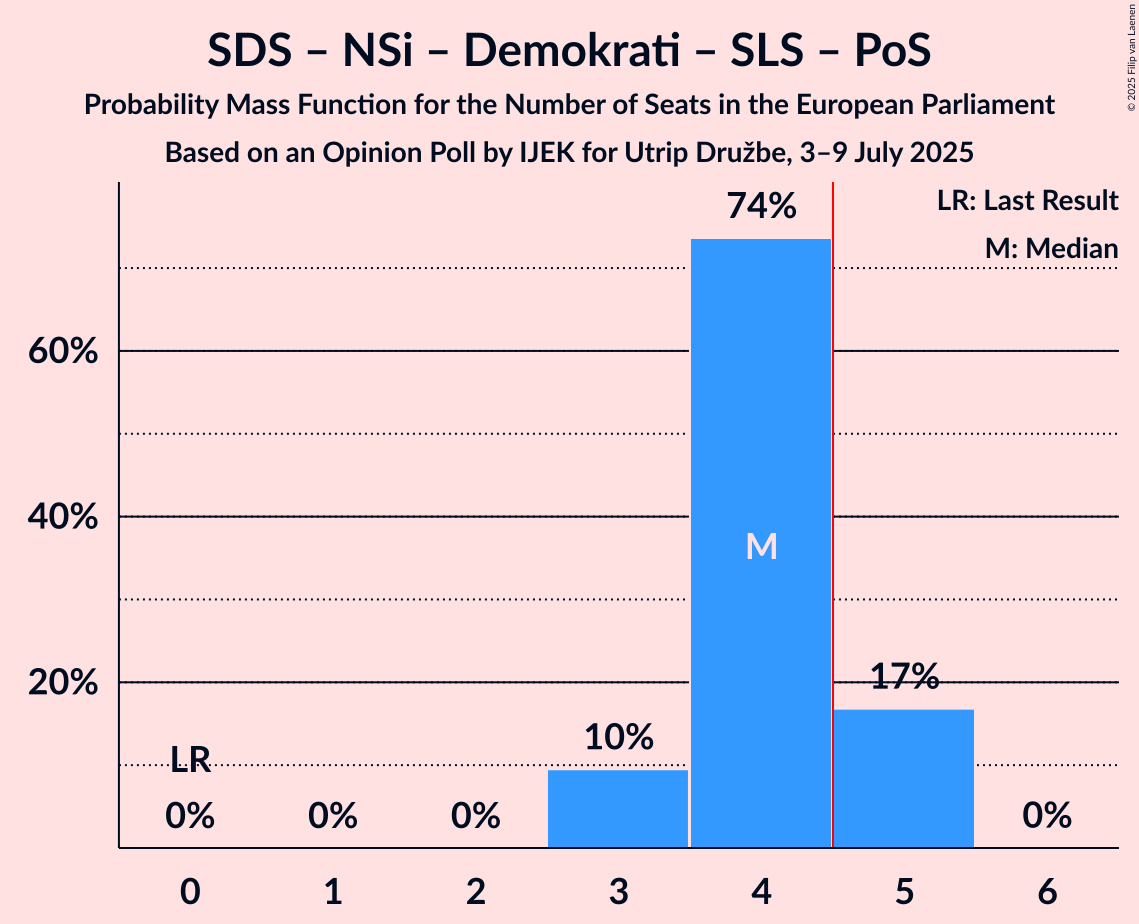 SDS – NSi – Demokrati – SLS – PoS
Probability Mass Function for the Number of Seats in the European Parliament
Based on an Opinion Poll by IJEK for Utrip Družbe, 3–9 July 2025
© 2025 Filip van Laenen
LR: Last Result
M: Median
74%
60%
40%
M
20%
17%
10%
LR
0%
0%
0%
0%
0
1
2
3
4
5
6